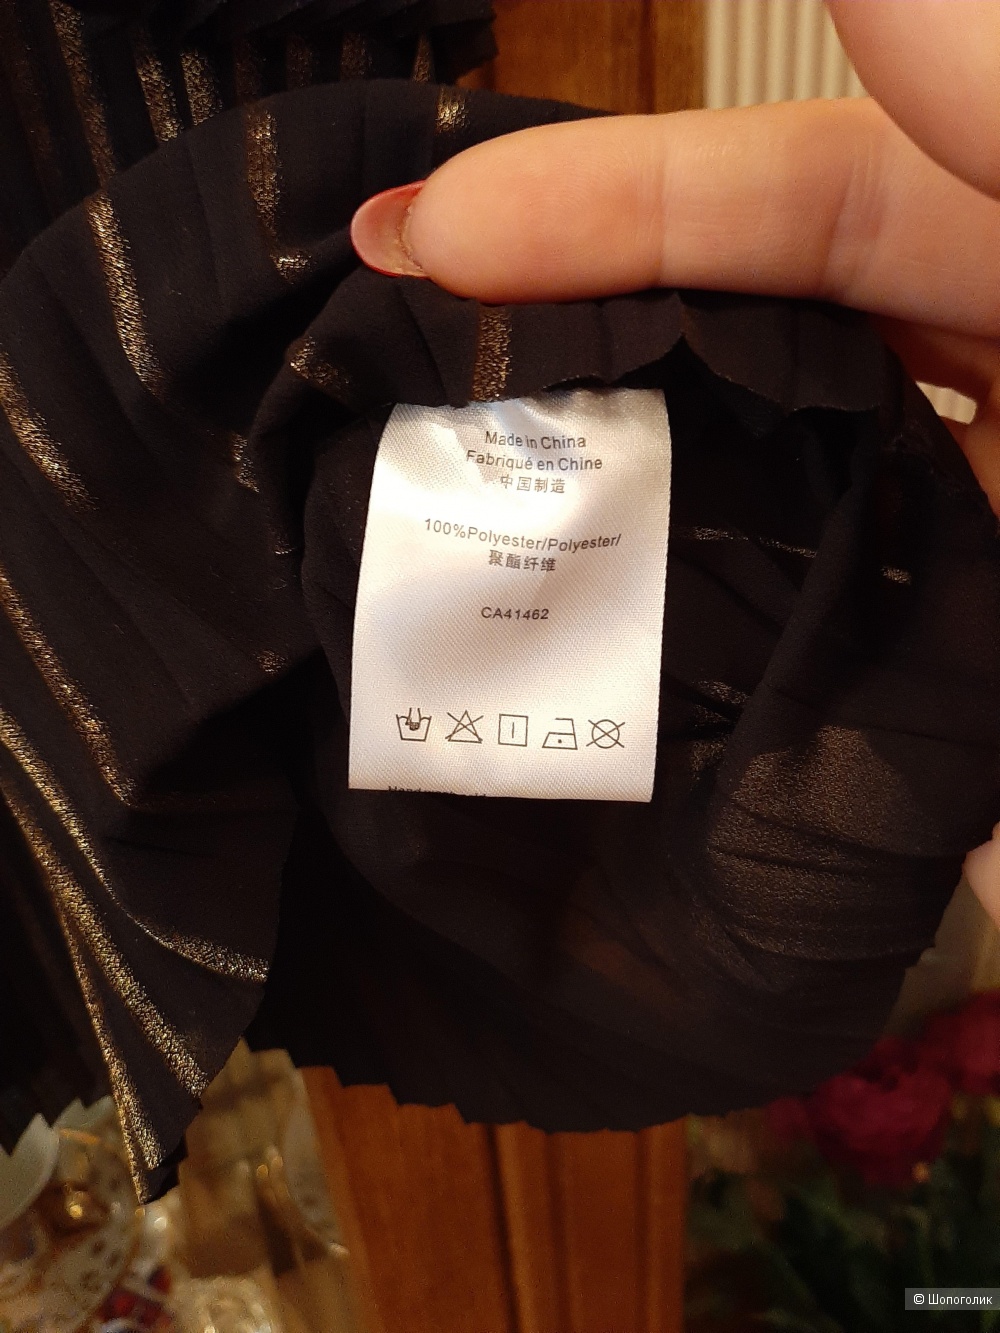 Made in China
Fabriqué en Chine
中国制造
100%Polyester/Polyester/
聚酯纤维
CA41462
© Шопоголик